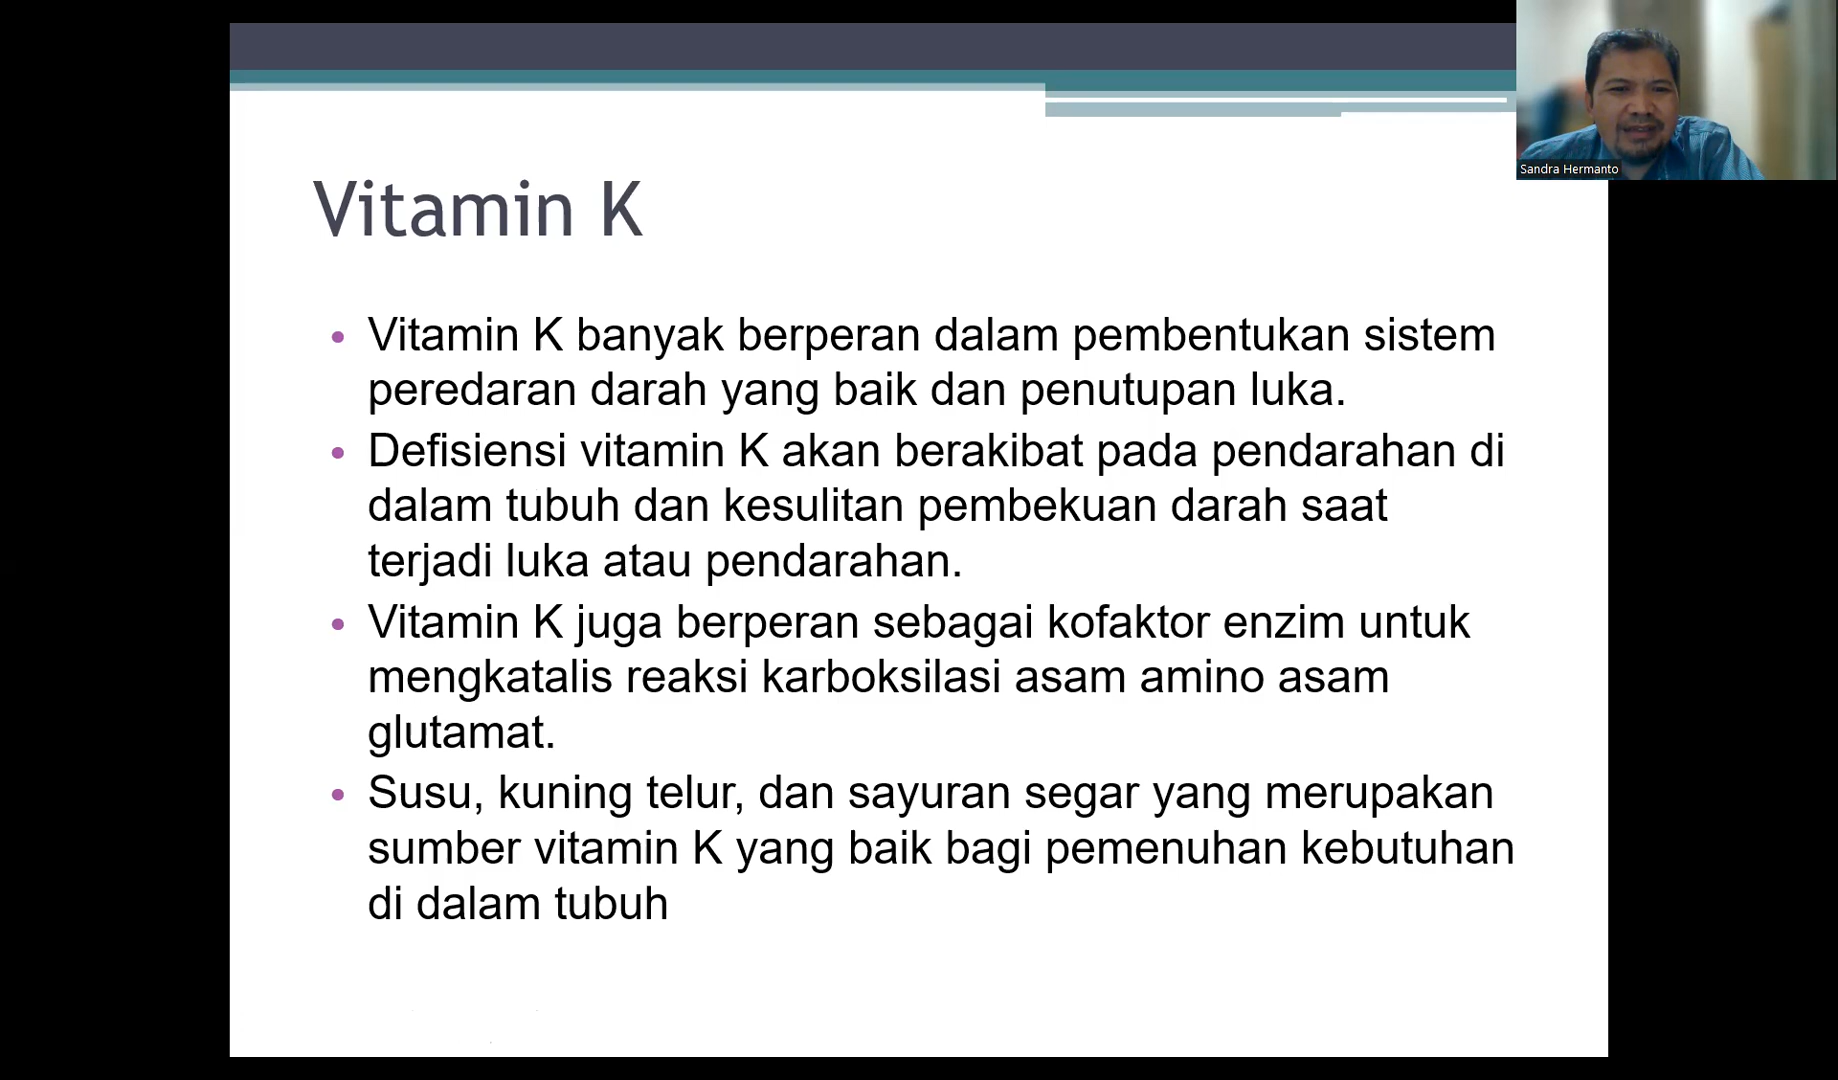 Sandra Hermanto
Vitamin K
• Vitamin K banyak berperan dalam pembentukan sistem
peredaran darah yang baik dan penutupan luka.
• Defisiensi vitamin K akan berakibat pada pendarahan di
dalam tubuh dan kesulitan pembekuan darah saat
terjadi luka atau pendarahan.
• Vitamin K juga berperan sebagai kofaktor enzim untuk
mengkatalis reaksi karboksilasi asam amino asam
glutamat.
• Susu, kuning telur, dan sayuran segar yang merupakan
sumber vitamin K yang baik bagi pemenuhan kebutuhan
di dalam tubuh